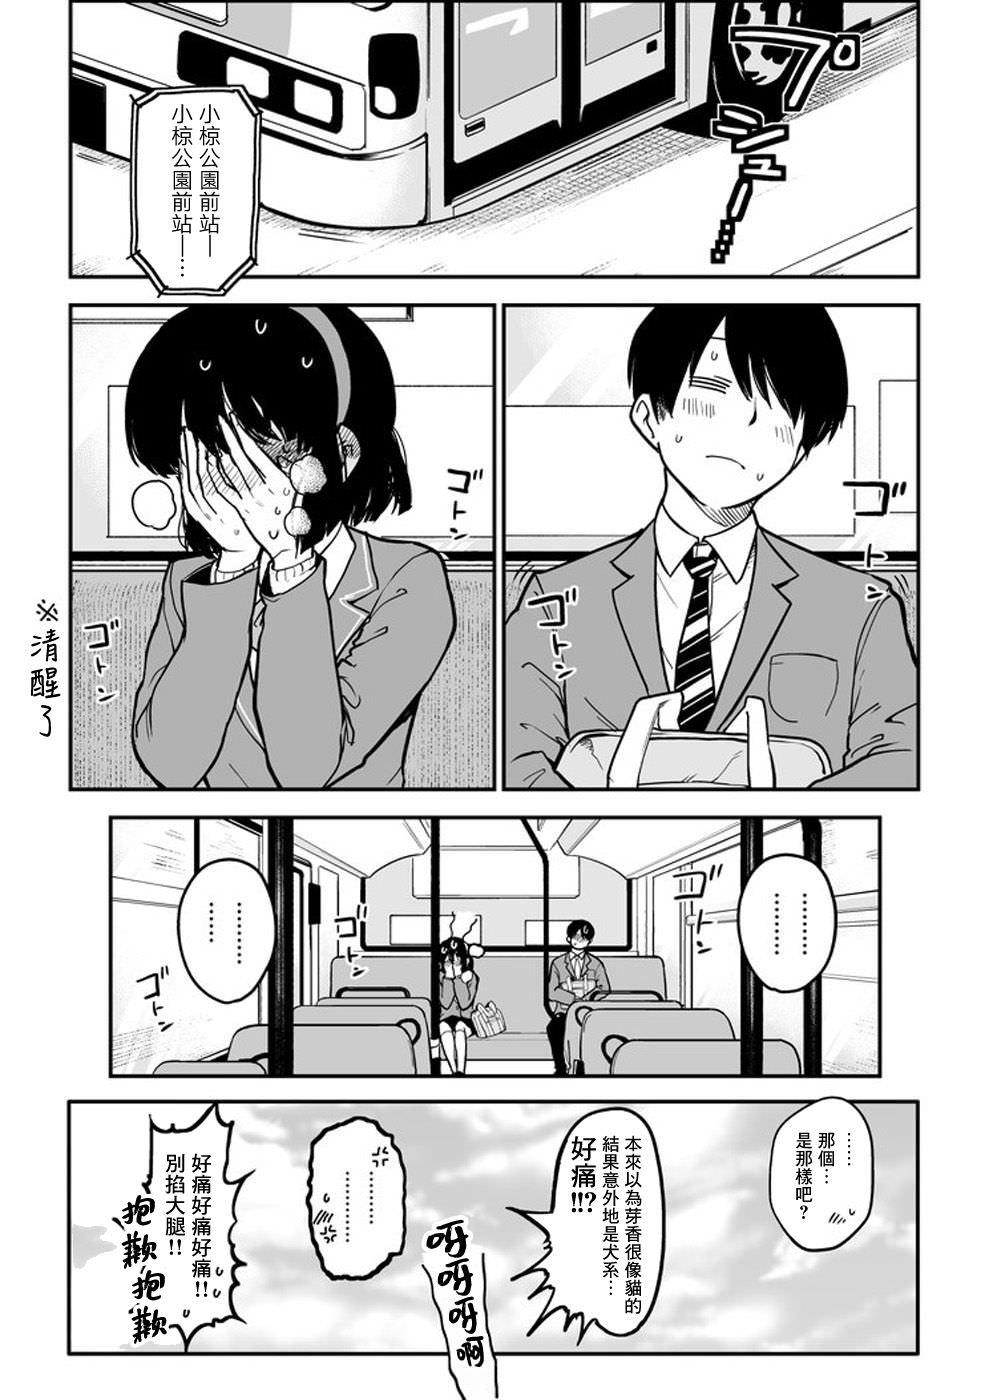 プシューー…
小椋公園前站—
小椋公園前站—…
ゴトン
ゴトン
ゴトン
ゴトン
※清醒了
ゴトン
ゴトン
………
………
……
那個…
是那樣吧?
本來以為芽香很像貓的
結果意外地是犬系…
好痛!!?
呀呀呀啊
………
好痛好痛好痛!!
別掐大腿!!
抱歉抱歉